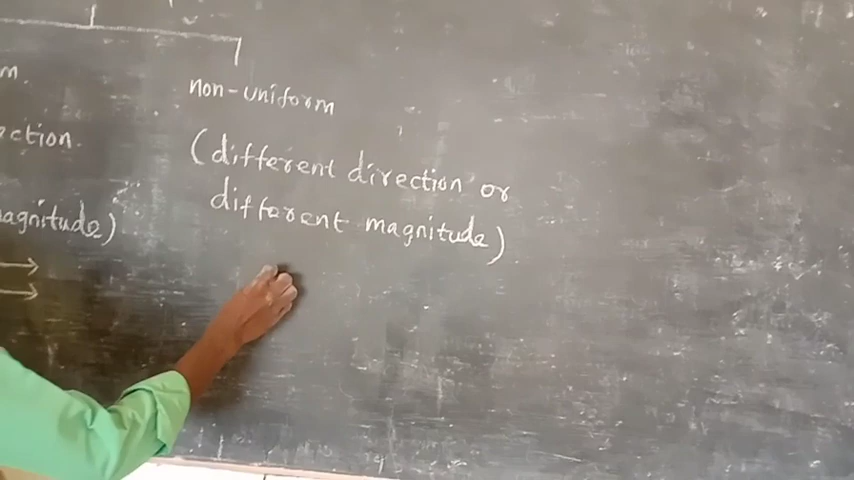 non-uniform
ection.
(different direction or
different magnitude)
agnitude)